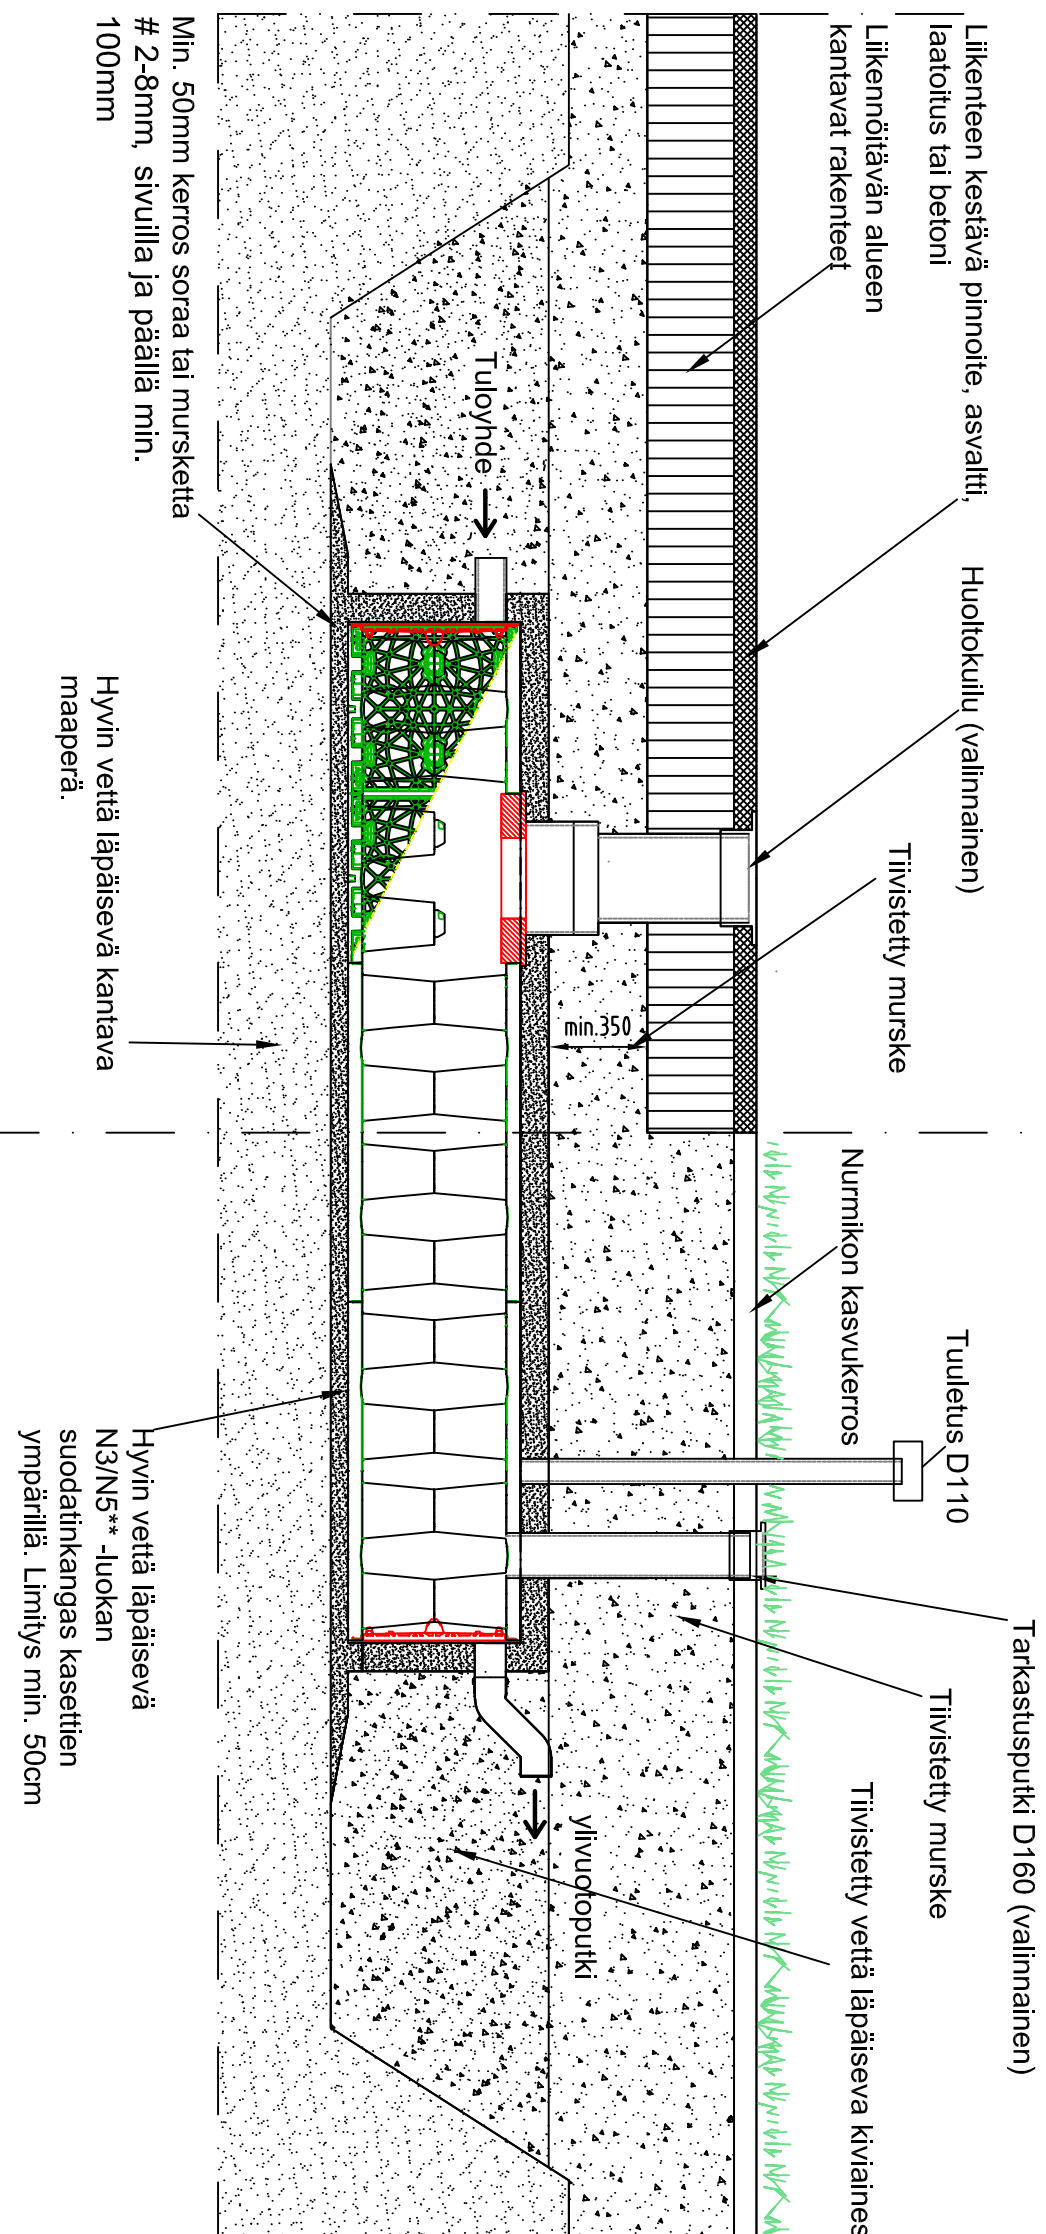 Liikenteen kestävä pinnoite, asvaltti,
laatoitus tai betoni
Liikennöitävän alueen
kantavat rakenteet
Huoltokuilu (valinnainen)
Tiivistetty murske
Nurmikon kasvukerros
Tuuletus D110
Tarkastusputki D160 (valinnainen)
Tiivistetty murske
Tiivistetty vettä läpäiseva kiviaines
min.350
Tuloyhde
ylivuotoputki
Min. 50mm kerros soraa tai mursketta
# 2-8mm, sivuilla ja päällä min.
100mm
Hyvin vettä läpäisevä kantava
maaperä.
Hyvin vettä läpäisevä
N3/N5** -luokan
suodatinkangas kasettien
ympärillä. Limitys min. 50cm